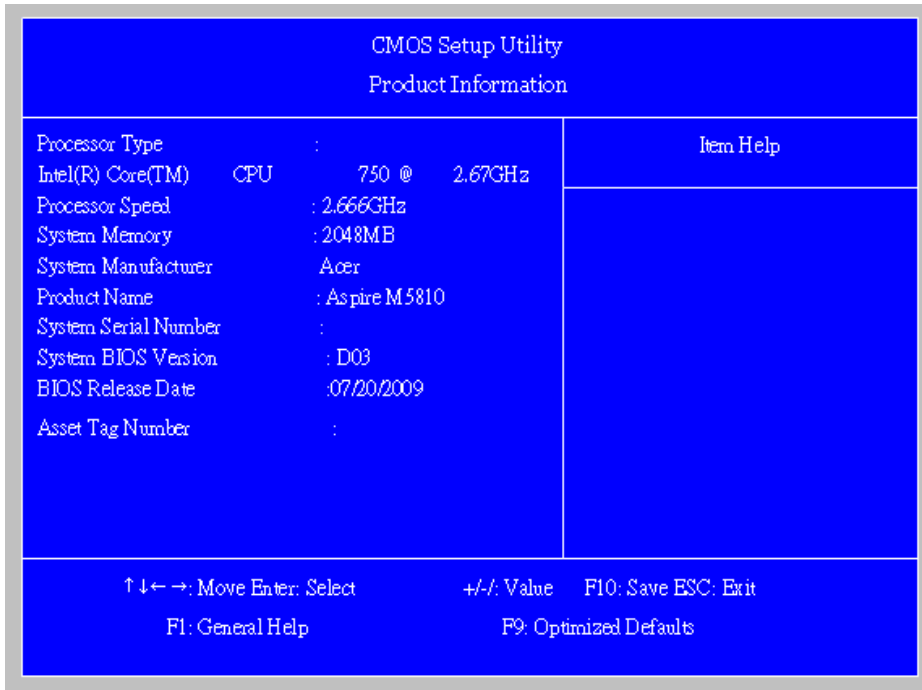 CMOS Setup Utility
Product Information
Processor Type :
Intel(R) Core(TM) CPU 750 @ 2.67GHz
Processor Speed : 2.666GHz
System Memory : 2048MB
System Manufacturer Acer
Product Name : Aspire M5810
System Serial Number :
System BIOS Version : D03
BIOS Release Date :07/20/2009
Asset Tag Number :
Item Help
↑↓←→: Move Enter: Select +/-/: Value F10: Save ESC: Exit
F1: General Help F9: Optimized Defaults